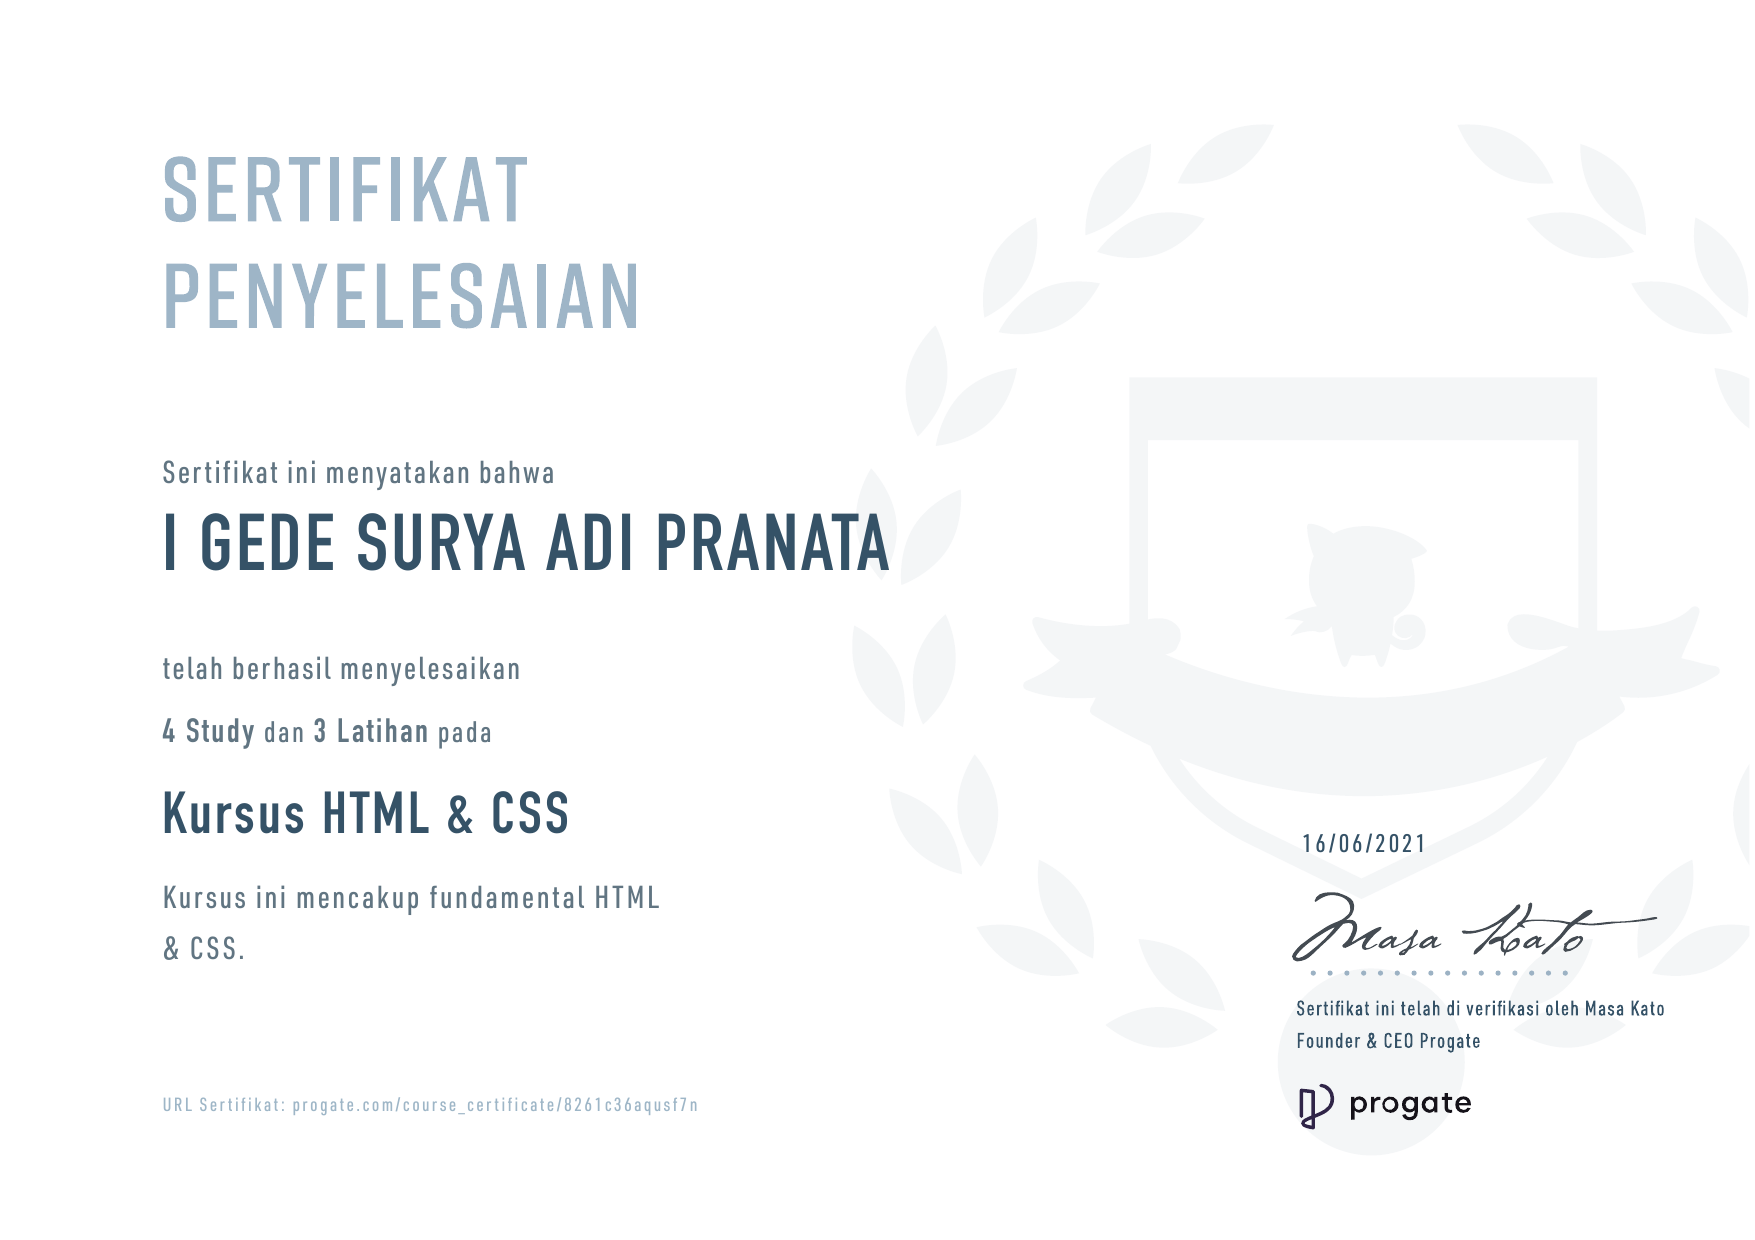 SERTIFIKAT
PENYELESAIAN
Sertifikat ini menyatakan bahwa
I GEDE SURYA ADI PRANATA
telah berhasil menyelesaikan
4 Study dan 3 Latihan pada
Kursus HTML & CSS
Kursus ini mencakup fundamental HTML
& CSS.
16/06/2021
Masa Kato
Sertifikat ini telah di verifikasi oleh Masa Kato
Founder & CEO Progate
progate
URL Sertifikat: progate.com/course_certificate/8261c36aqusf7n